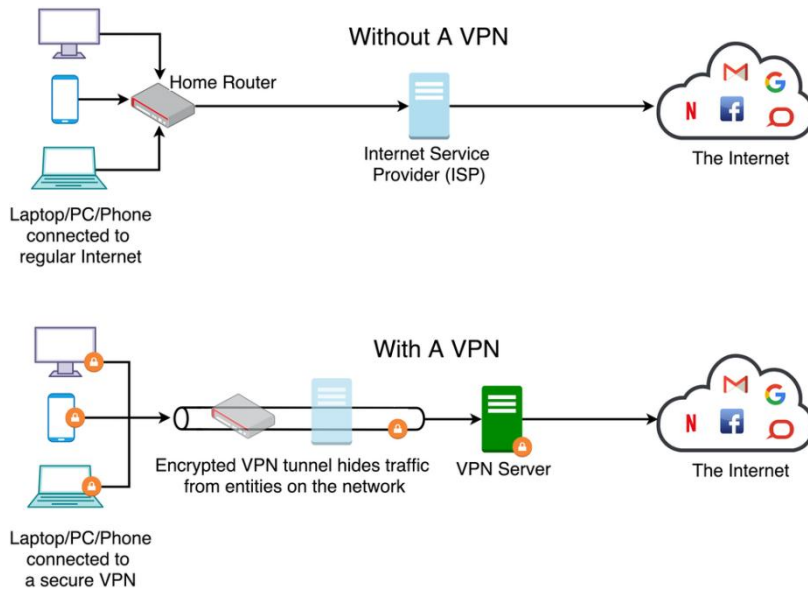 Without A VPN
Home Router
Internet Service
Provider (ISP)
N
f
G
The Internet
Laptop/PC/Phone
connected to
regular Internet
With A VPN
Encrypted VPN tunnel hides traffic
from entities on the network
VPN Server
N
f
G
The Internet
Laptop/PC/Phone
connected to
a secure VPN